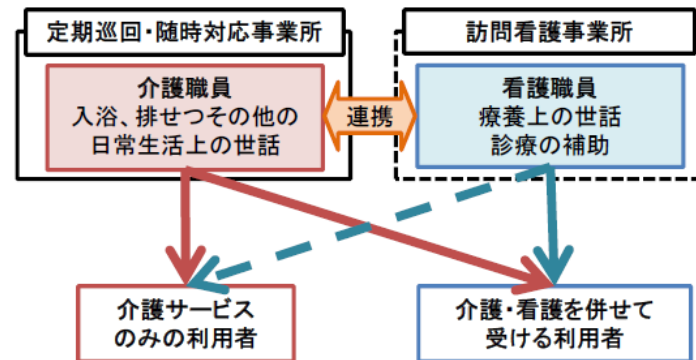 定期巡回・随時対応事業所
訪問看護事業所
介護職員
入浴、排せつその他の
日常生活上の世話
連携
看護職員
療養上の世話
診療の補助
介護サービス
のみの利用者
介護・看護を併せて
受ける利用者